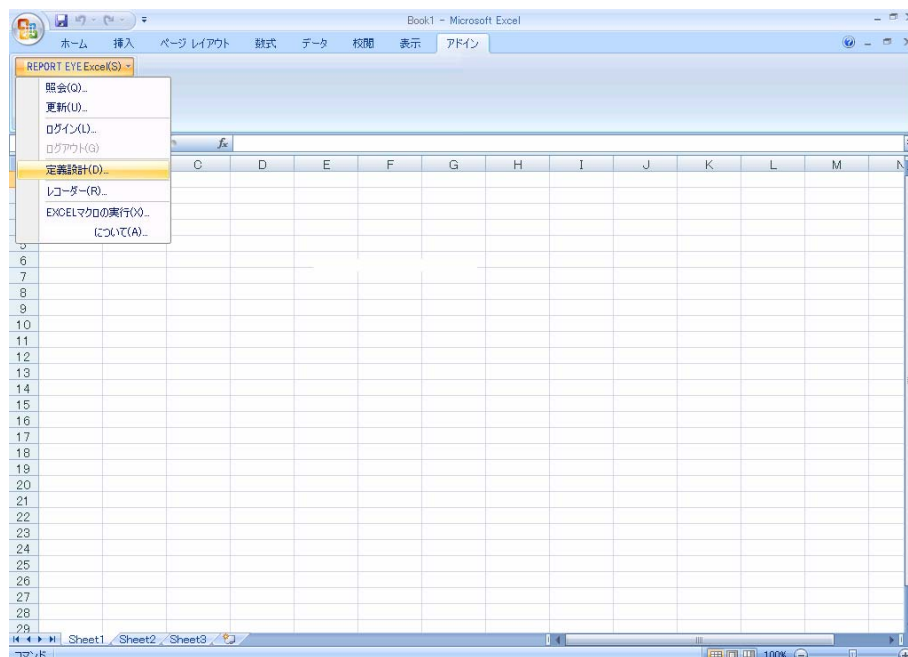 Book1 - Microsoft Excel
ホーム 挿入 ページ レイアウト 数式 データ 校閲 表示 アドイン
REPORT EYE Excel(S)
照会(Q)...
更新(U)...
ログイン(L)...
ログアウト(G)
定義設計(D)...
レコーダー(R)...
EXCELマクロの実行(X)...
について(A)...
fx
C D E F G H I J K L M N
5
6
7
8
9
10
11
12
13
14
15
16
17
18
19
20
21
22
23
24
25
26
27
28
29
Sheet1 Sheet2 Sheet3
コマンド 100%